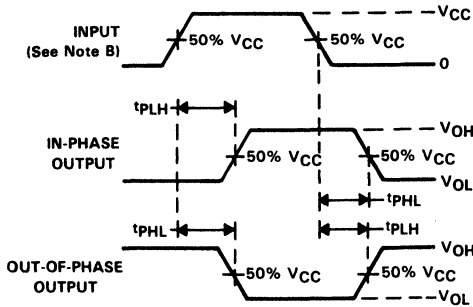 VCC
INPUT
(See Note B)
50% VCC
50% VCC
0
tPLH
VOH
IN-PHASE
OUTPUT
50% VCC
50% VCC
VOL
tPHL
tPHL
tPLH
VOH
OUT-OF-PHASE
OUTPUT
50% VCC
50% VCC
VOL